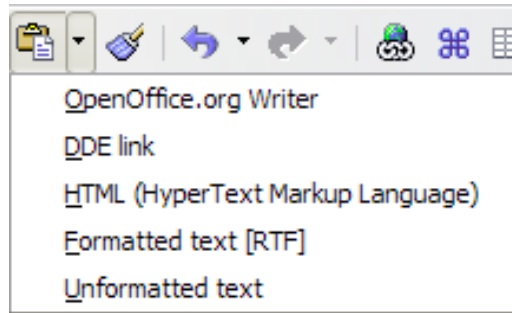 OpenOffice.org Writer
DDE link
HTML (HyperText Markup Language)
Formatted text [RTF]
Unformatted text